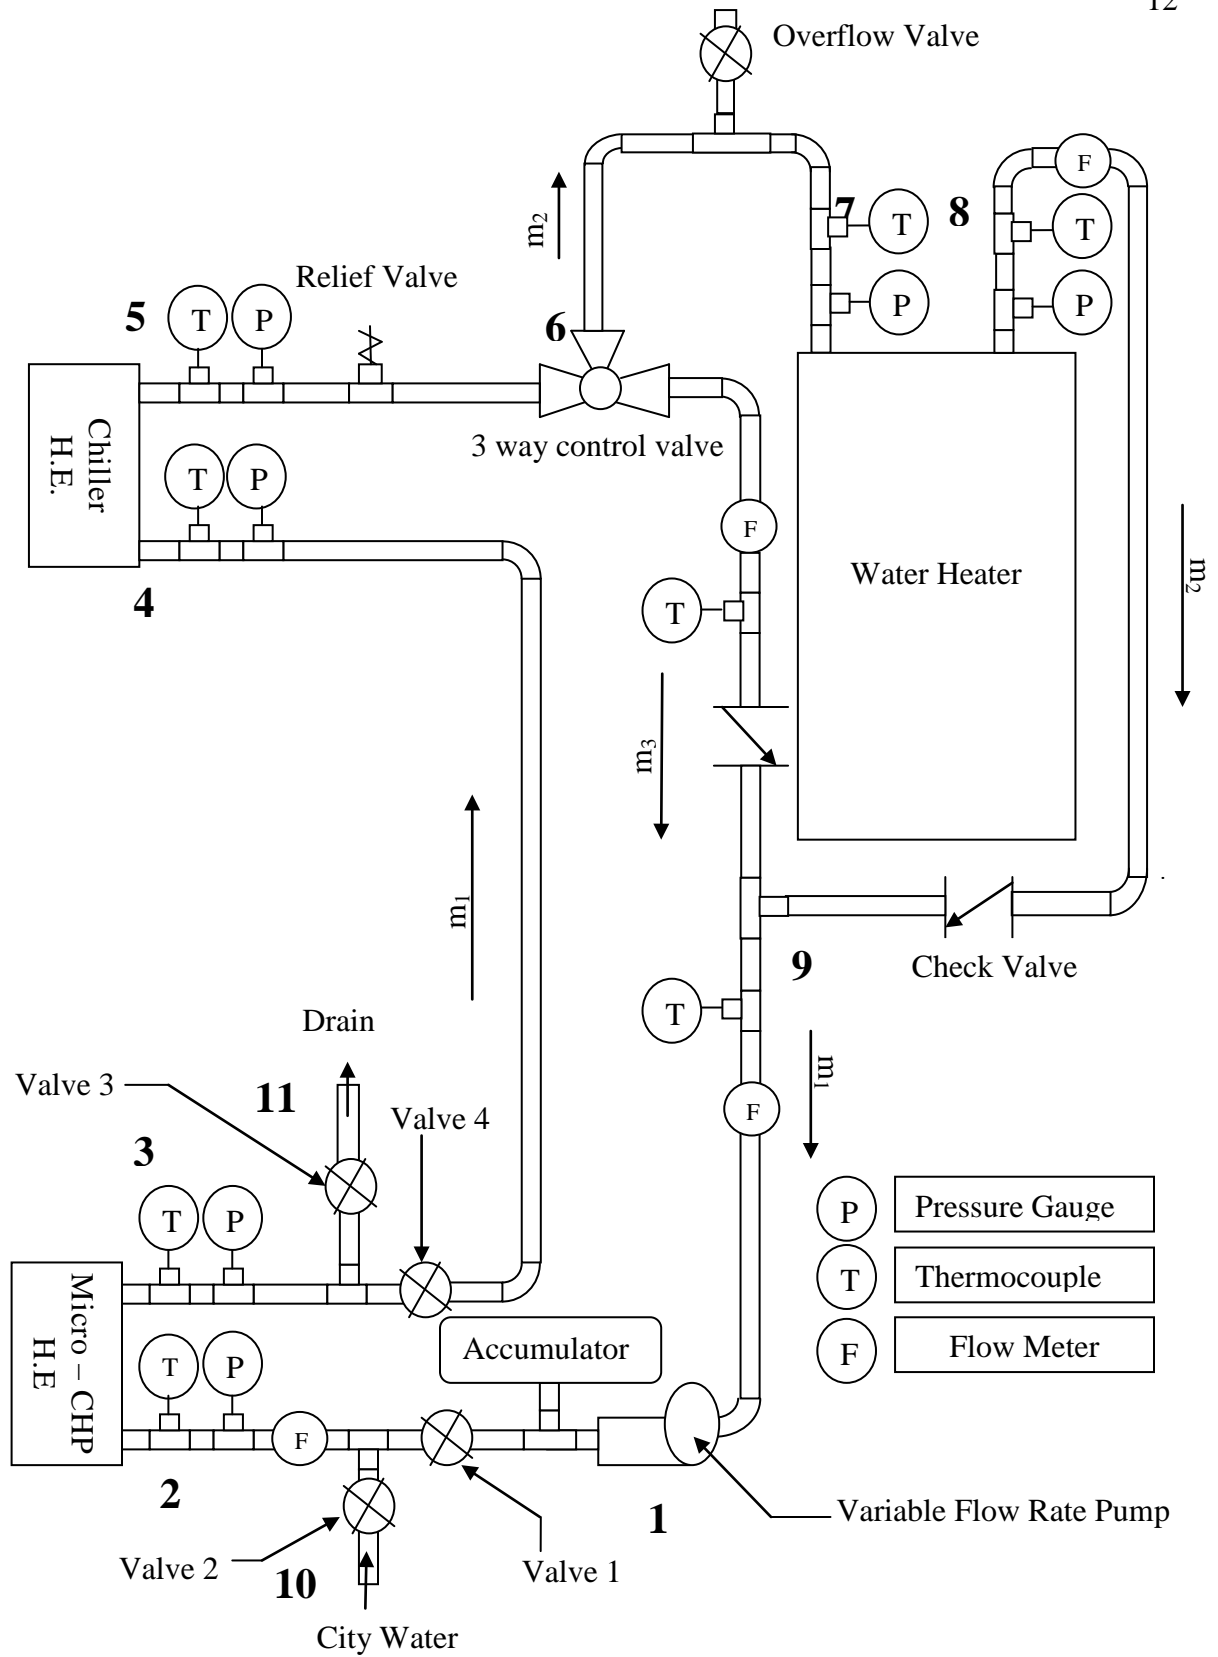 12
Overflow Valve
F
7
T
8
T
m₂
P
P
Relief Valve
5
T
P
6
Chiller
H.E.
3 way control valve
T
P
F
Water Heater
m₂
4
T
m₃
m₁
9
Check Valve
T
Drain
m₁
Valve 3
11
Valve 4
F
3
T
P
P
Pressure Gauge
T
Thermocouple
F
Flow Meter
Micro – CHP
H.E
Accumulator
T
P
F
2
1
Variable Flow Rate Pump
Valve 2
10
Valve 1
City Water